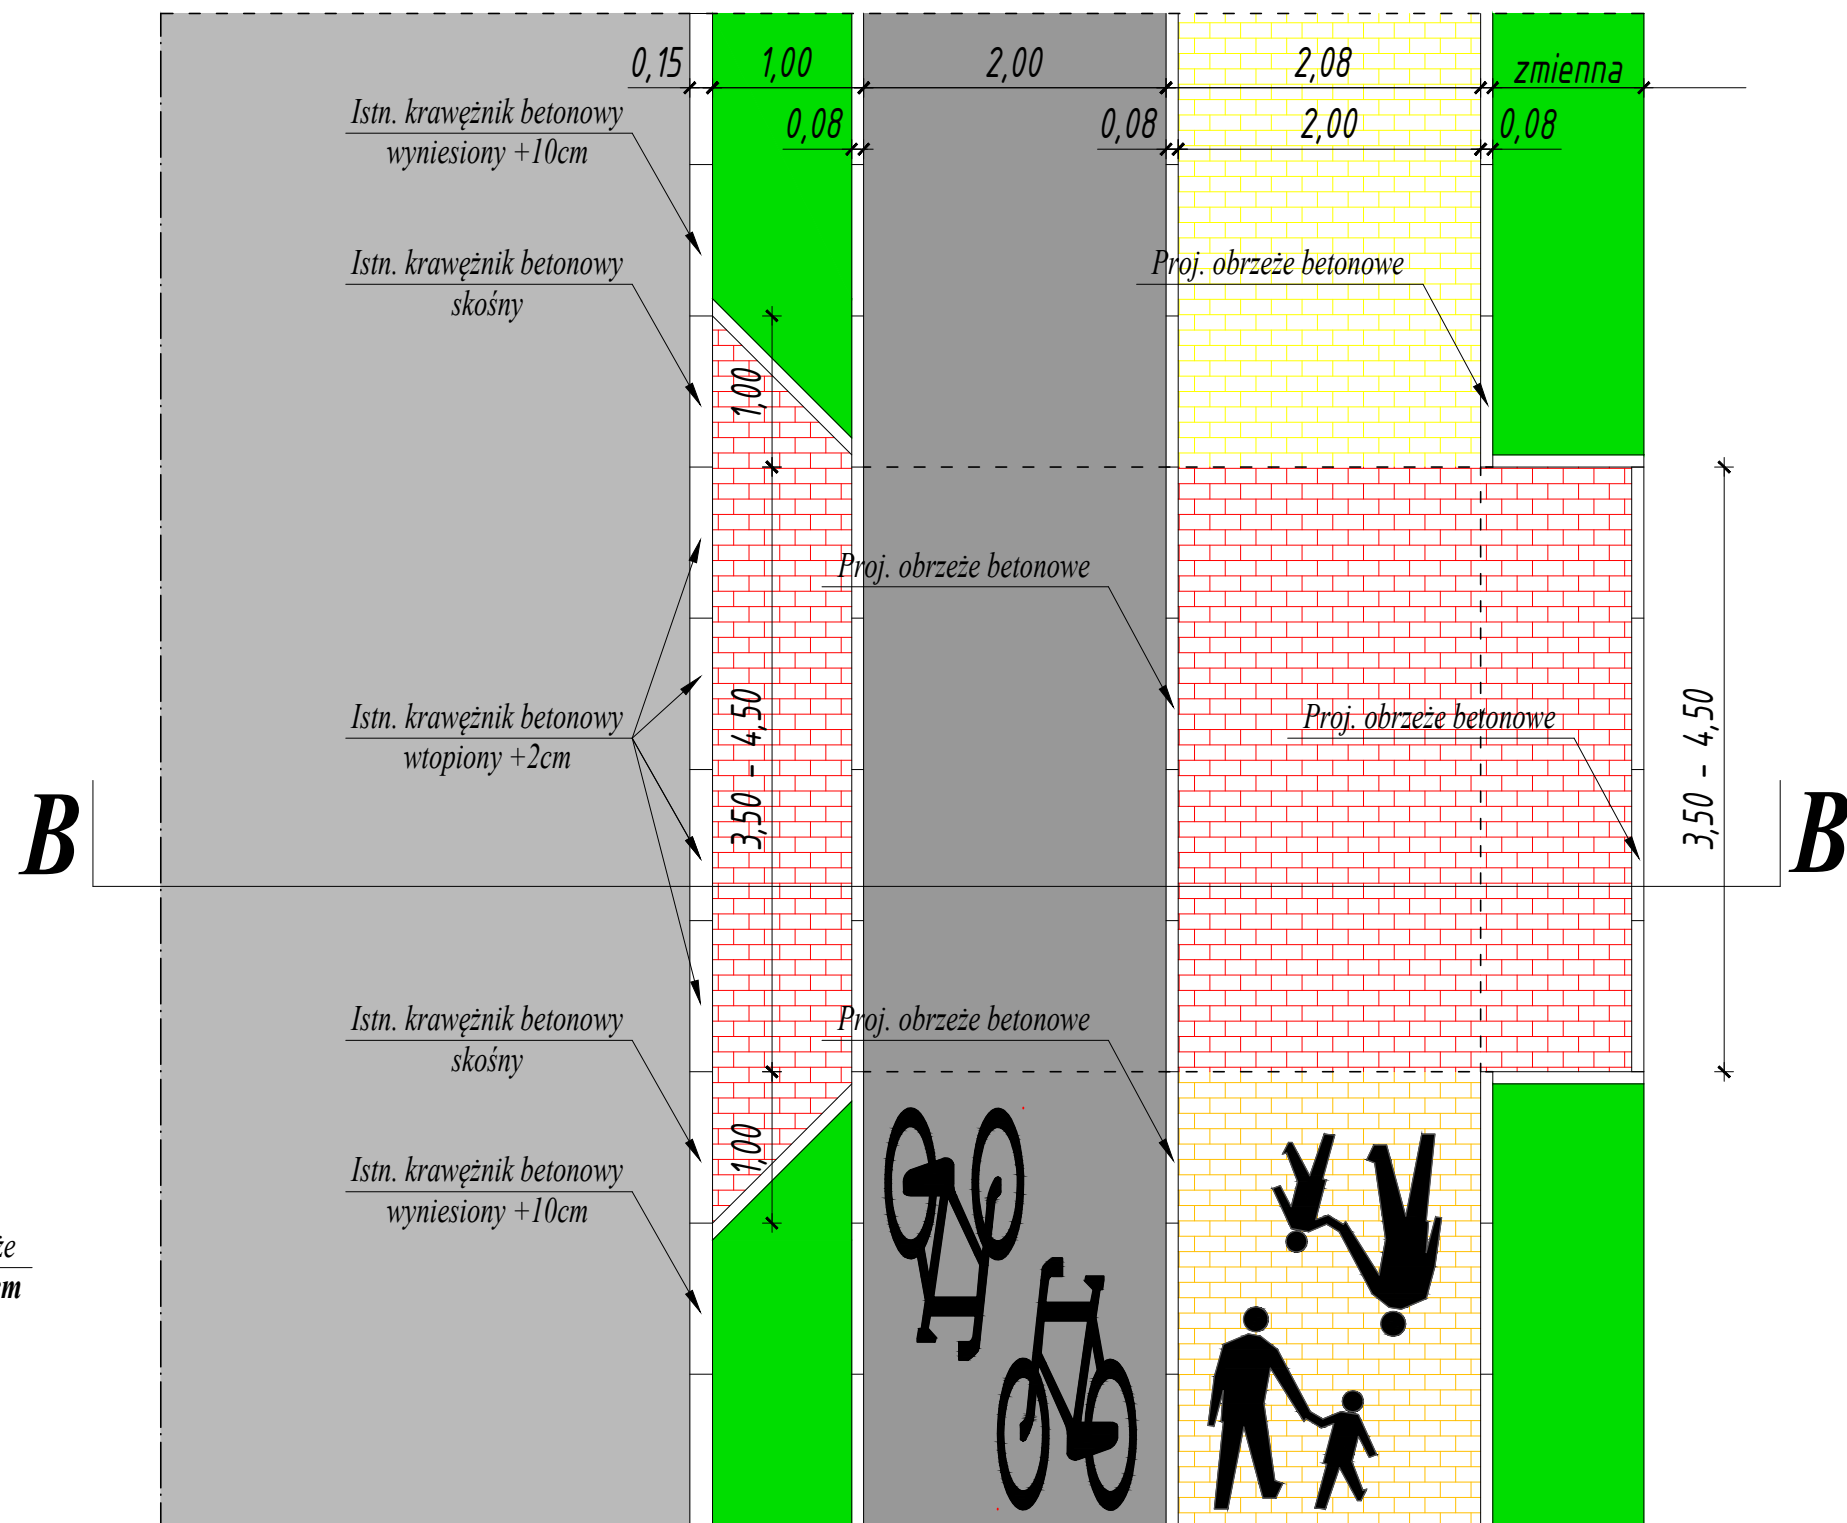 0,15 1,00 2,00 2,08 zmienna
0,08 0,08 2,00 0,08
Istn. krawężnik betonowy
wyniesiony +10cm
Istn. krawężnik betonowy
skośny
Proj. obrzeże betonowe
1,00
Proj. obrzeże betonowe
Istn. krawężnik betonowy
wtopiony +2cm
3,50 - 4,50
Proj. obrzeże betonowe
3,50 - 4,50
B B
Istn. krawężnik betonowy
skośny
Proj. obrzeże betonowe
1,00
Istn. krawężnik betonowy
wyniesiony +10cm